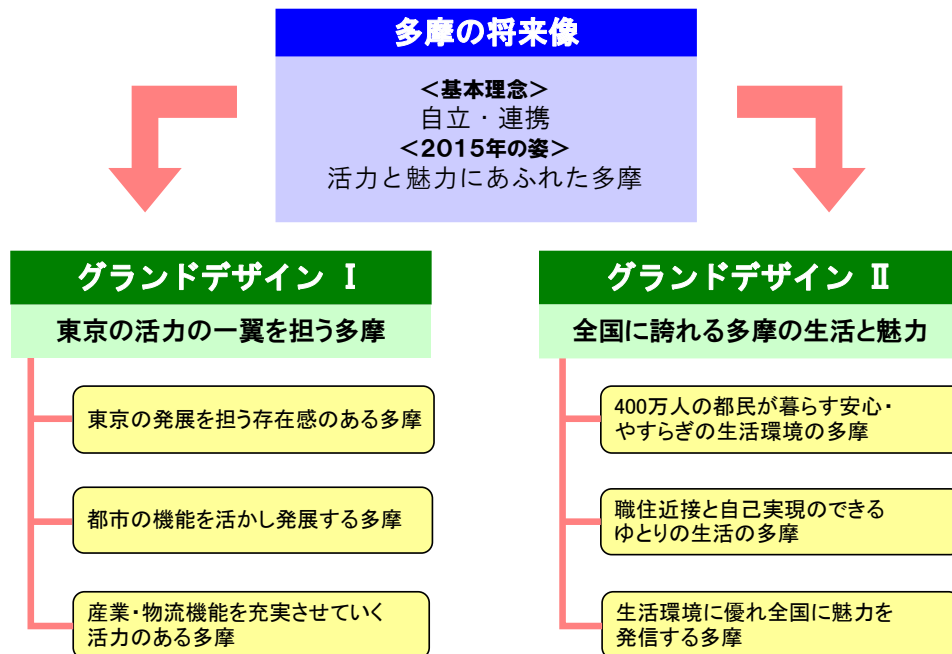 多摩の将来像
＜基本理念＞
自立・連携
＜2015年の姿＞
活力と魅力にあふれた多摩
グランドデザイン Ⅰ
東京の活力の一翼を担う多摩
東京の発展を担う存在感のある多摩
都市の機能を活かし発展する多摩
産業・物流機能を充実させていく
活力のある多摩
グランドデザイン Ⅱ
全国に誇れる多摩の生活と魅力
400万人の都民が暮らす安心・
やすらぎの生活環境の多摩
職住近接と自己実現のできる
ゆとりの生活の多摩
生活環境に優れ全国に魅力を
発信する多摩